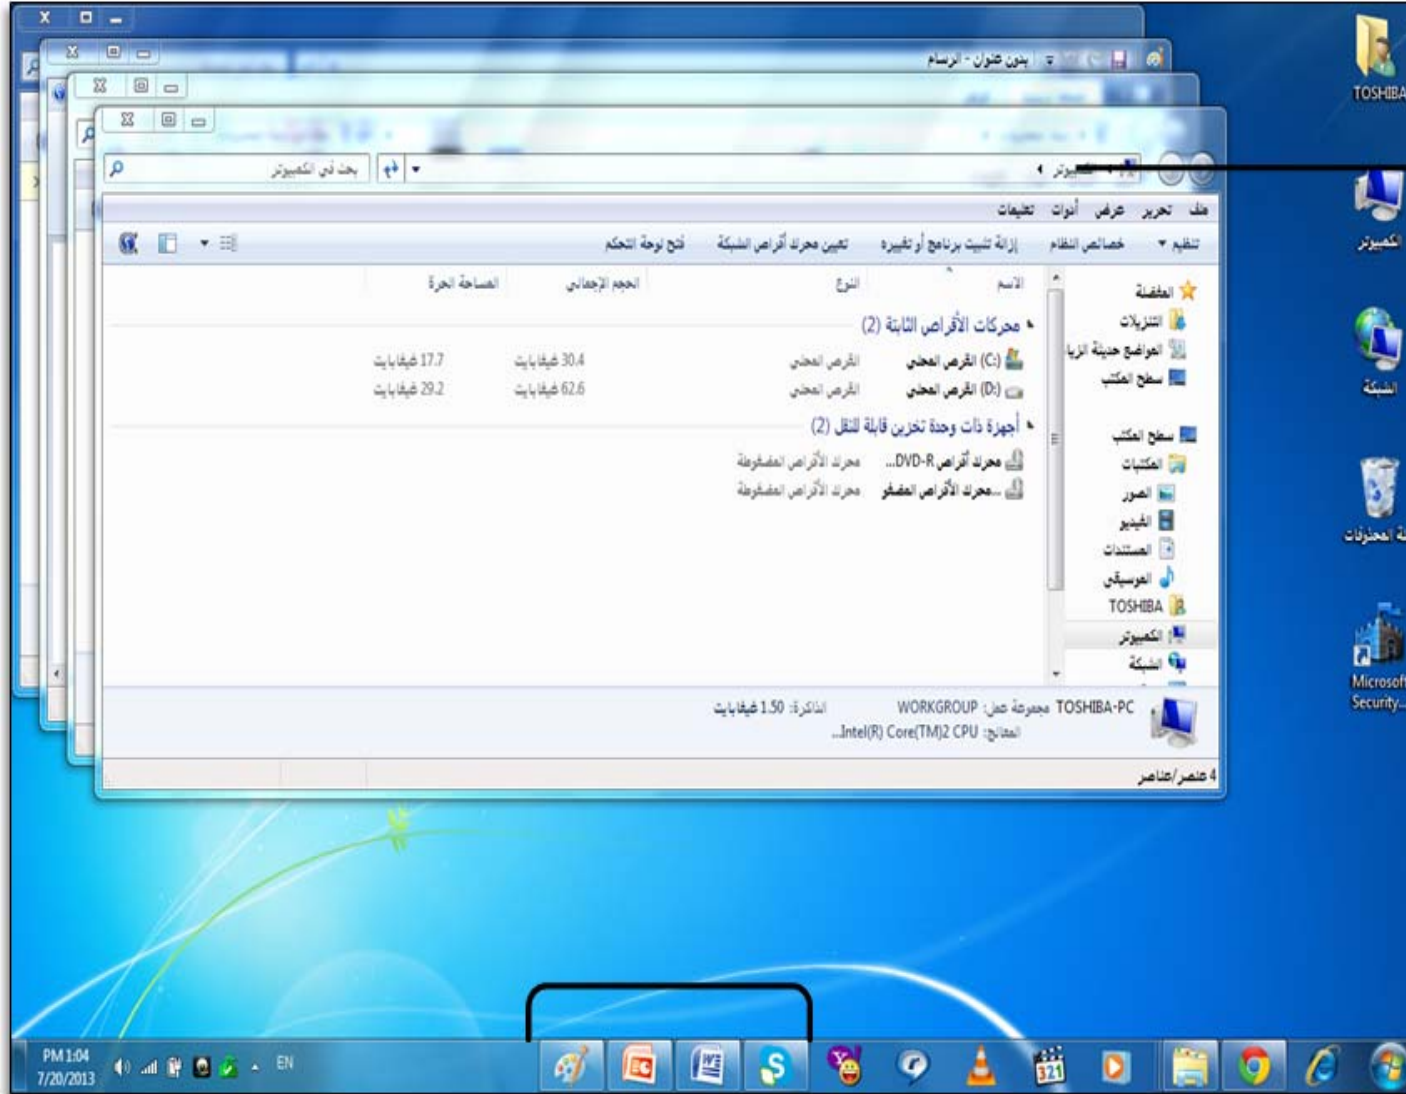 بدون عنوان - الرسام
TOSHIBA
الكمبيوتر
بحث في الكمبيوتر
ملف تحرير عرض أدوات تعليمات
تنظيم خصائص النظام إزالة تثبيت برنامج أو تغييره تعيين محرك أقراص الشبكة فتح لوحة التحكم
الاسم النوع الحجم الإجمالي المساحة الحرة
محركات الأقراص الثابتة (2)
القرص المحلي (C:) القرص المحلي 30.4 غيغابايت 17.7 غيغابايت
القرص المحلي (D:) القرص المحلي 62.6 غيغابايت 29.2 غيغابايت
أجهزة ذات وحدة تخزين قابلة للنقل (2)
محرك أقراص DVD-R... محرك الأقراص المضغوطة
محرك الأقراص المضغو... محرك الأقراص المضغوطة
المفضلة
التنزيلات
المواضع حديثة الزيا
سطح المكتب
سطح المكتب
المكتبات
الصور
الفيديو
المستندات
الموسيقى
TOSHIBA
الكمبيوتر
الشبكة
TOSHIBA-PC مجموعة عمل: WORKGROUP الذاكرة: 1.50 غيغابايت
المعالج: Intel(R) Core(TM)2 CPU...
4 عنصر/عناصر
الكمبيوتر
الشبكة
المحذوفات
Microsoft
Security...
EN
PM 1:04
7/20/2013
321